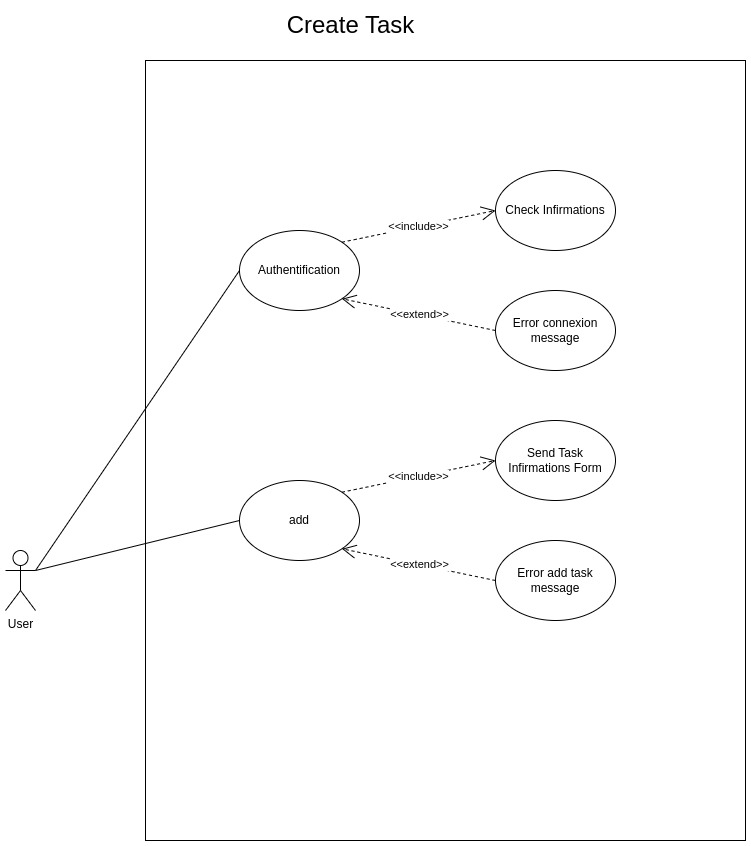 Create Task
Check Infirmations
<<include>>
Authentification
<<extend>>
Error connexion
message
Send Task
Infirmations Form
<<include>>
add
<<extend>>
Error add task
message
User